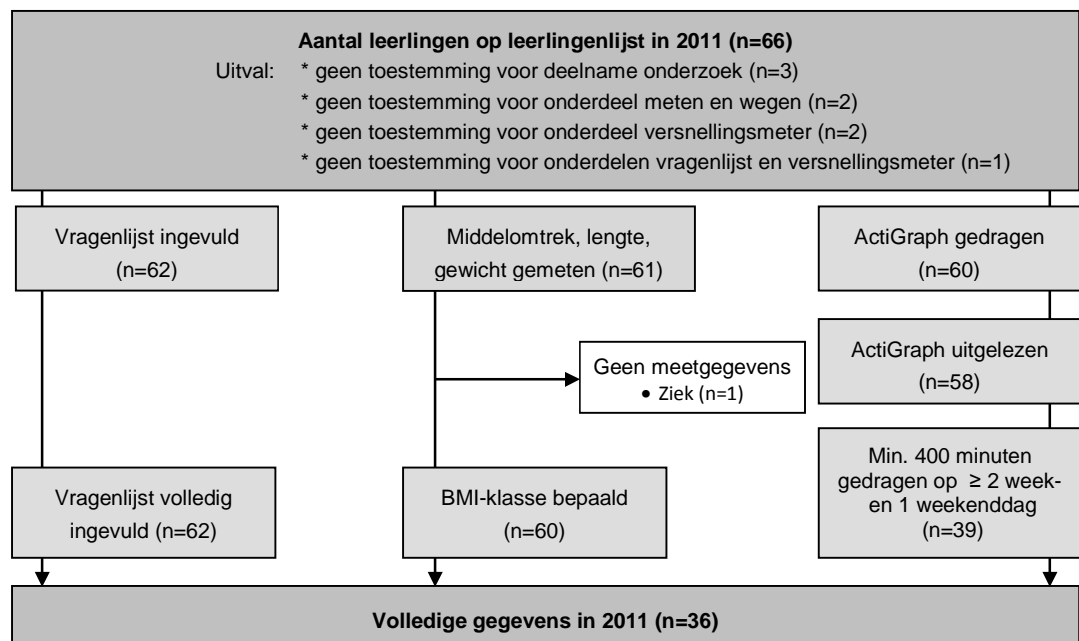 Aantal leerlingen op leerlingenlijst in 2011 (n=66)
Uitval: * geen toestemming voor deelname onderzoek (n=3)
* geen toestemming voor onderdeel meten en wegen (n=2)
* geen toestemming voor onderdeel versnellingsmeter (n=2)
* geen toestemming voor onderdelen vragenlijst en versnellingsmeter (n=1)
Vragenlijst ingevuld
(n=62)
Middelomtrek, lengte,
gewicht gemeten (n=61)
ActiGraph gedragen
(n=60)
Geen meetgegevens
• Ziek (n=1)
ActiGraph uitgelezen
(n=58)
Vragenlijst volledig
ingevuld (n=62)
BMI-klasse bepaald
(n=60)
Min. 400 minuten
gedragen op ≥ 2 week-
en 1 weekenddag
(n=39)
Volledige gegevens in 2011 (n=36)